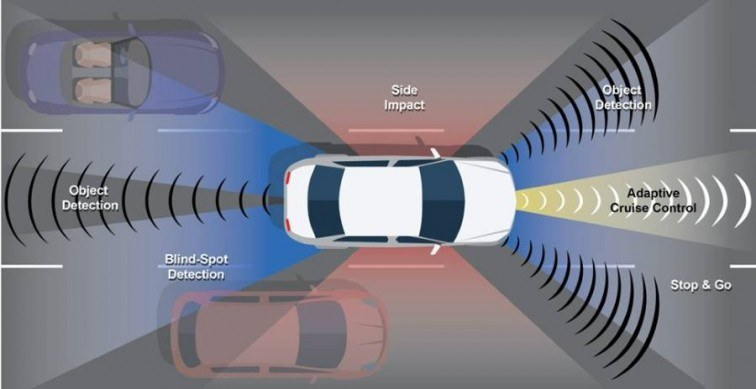 Side
Impact
Object
Detection
Object
Detection
Adaptive
Cruise Control
Blind-Spot
Detection
Stop & Go